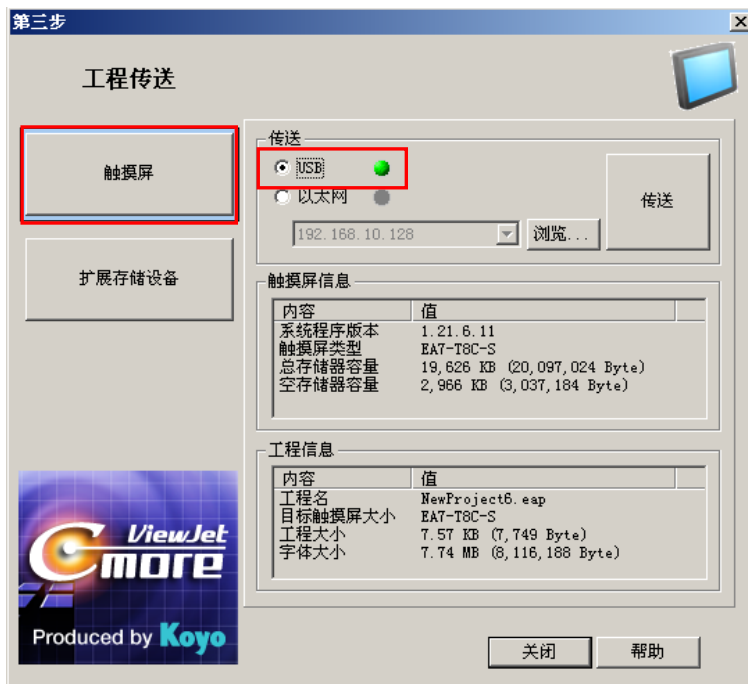 第三步
工程传送
触摸屏
扩展存储设备
传送
USB
以太网
192.168.10.128
浏览...
传送
触摸屏信息
内容 值
系统程序版本 1.21.6.11
触摸屏类型 EA7-T8C-S
总存储器容量 19,626 KB (20,097,024 Byte)
空存储器容量 2,966 KB (3,037,184 Byte)
工程信息
内容 值
工程名 NewProject6.eap
目标触摸屏大小 EA7-T8C-S
工程大小 7.57 KB (7,749 Byte)
字体大小 7.74 MB (8,116,188 Byte)
ViewJet
Cmore
Produced by Koyo
关闭
帮助